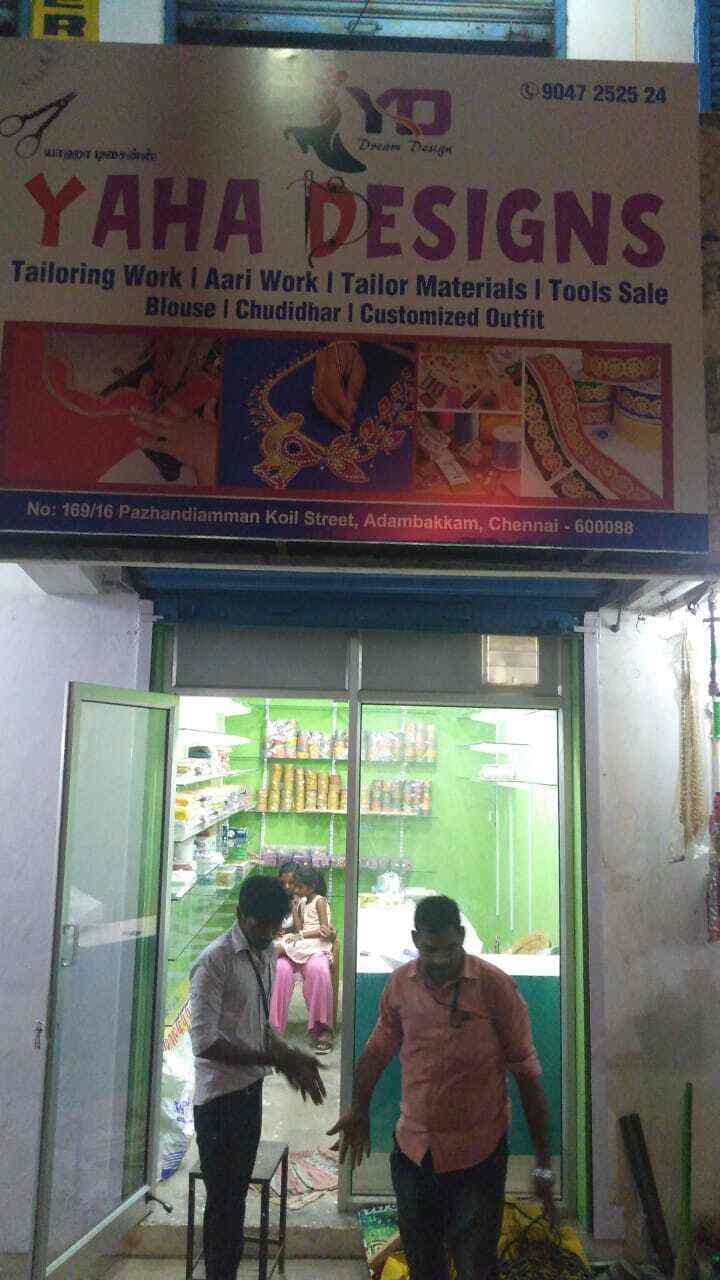 ER
9047 2525 24
YD
Dream Design
யாஹா டிசைன்ஸ்
YAHA DESIGNS
Tailoring Work | Aari Work | Tailor Materials | Tools Sale
Blouse | Chudidhar | Customized Outfit
No: 169/16 Pazhandiamman Koil Street, Adambakkam, Chennai - 600088